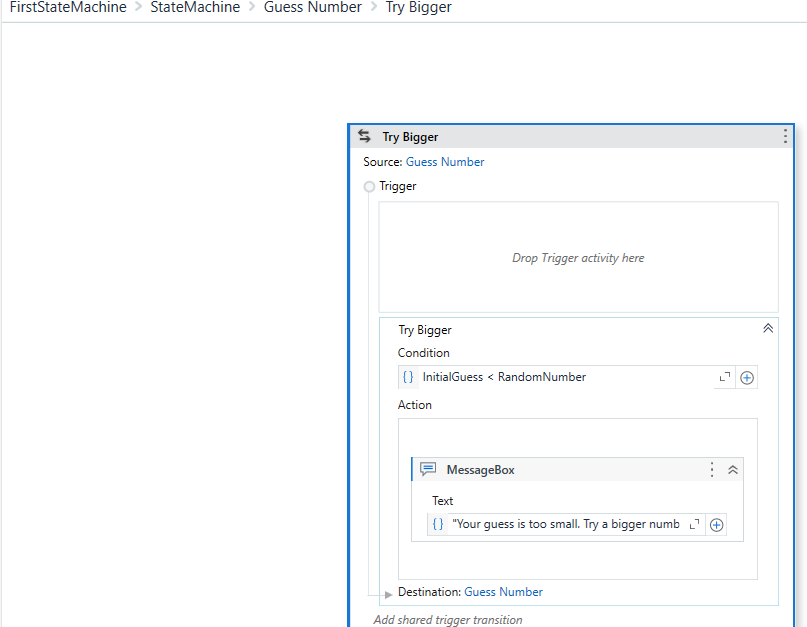 FirstStateMachine > StateMachine > Guess Number > Try Bigger
Try Bigger
Source: Guess Number
Trigger
Drop Trigger activity here
Try Bigger
Condition
{} InitialGuess < RandomNumber
Action
MessageBox
Text
{} "Your guess is too small. Try a bigger numb
Destination: Guess Number
Add shared trigger transition